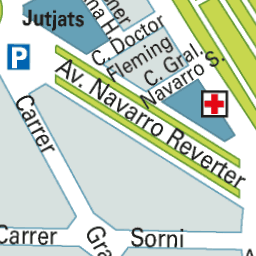 Jutjats
P
C. Doctor
Fleming
C. Gral.
Navarro S.
Av. Navarro Reverter
Carrer
Carrer
Sorni